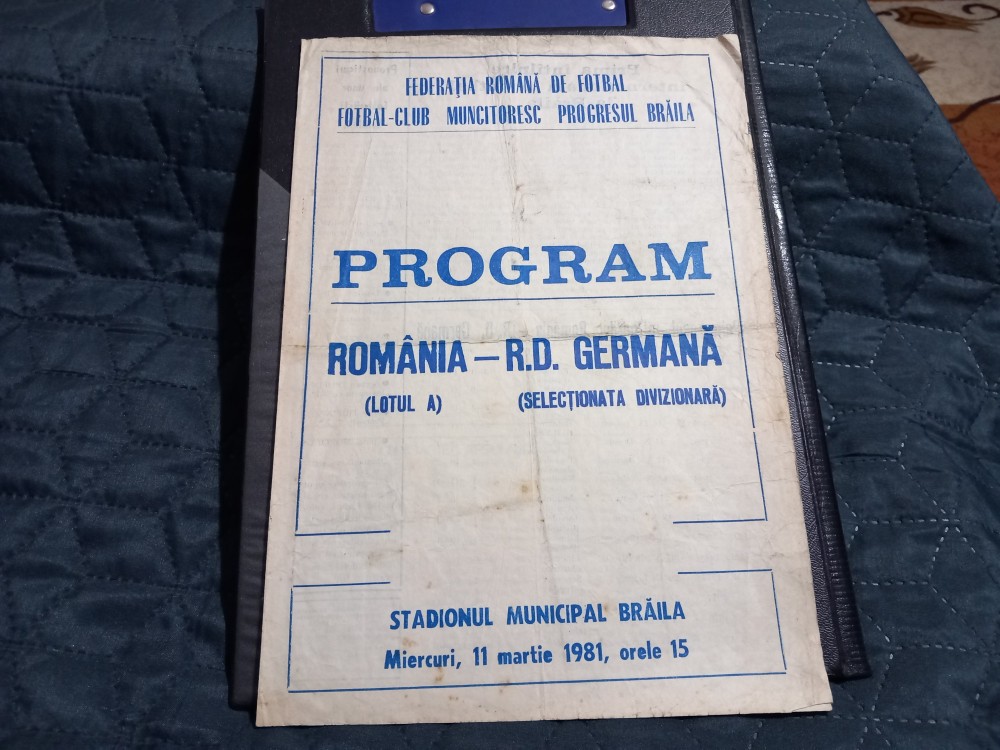 FEDERAȚIA ROMÂNĂ DE FOTBAL
FOTBAL-CLUB MUNCITORESC PROGRESUL BRĂILA
PROGRAM
ROMÂNIA — R.D. GERMANĂ
(LOTUL A) (SELECȚIONATA DIVIZIONARĂ)
STADIONUL MUNICIPAL BRĂILA
Miercuri, 11 martie 1981, orele 15